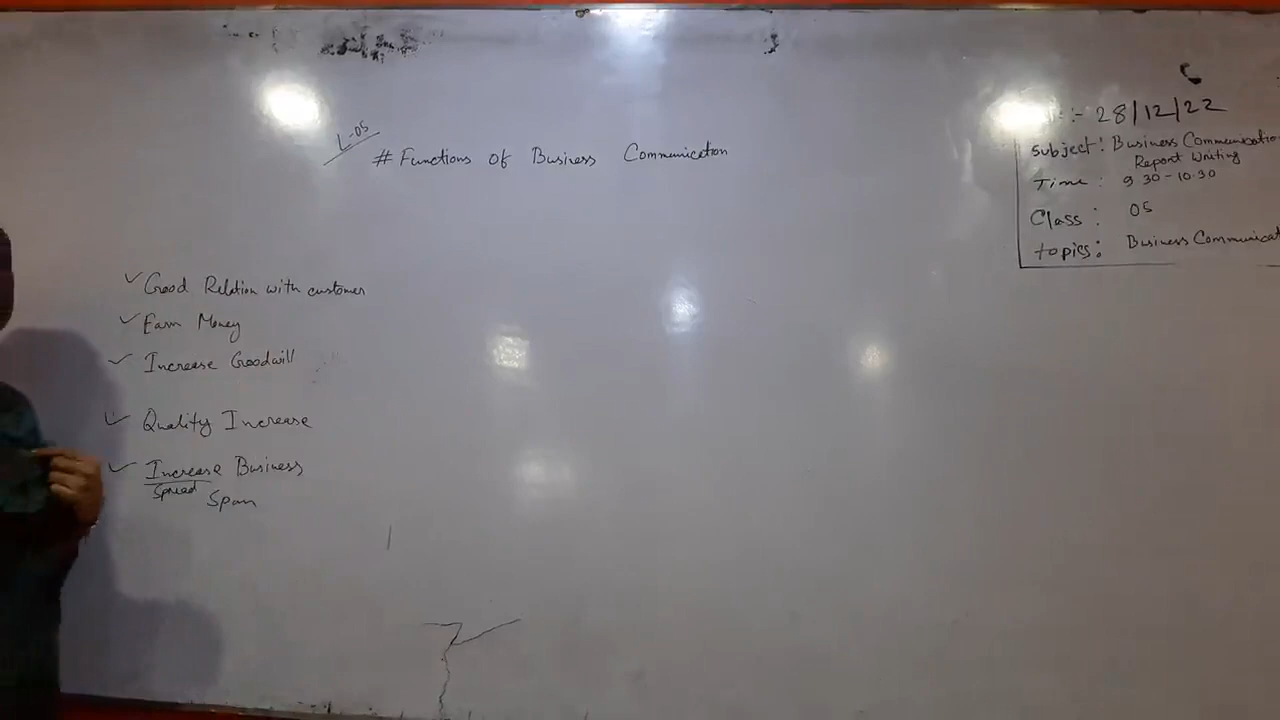 L-05
# Functions of Business Communication
:- 28/12/22
Subject: Business Communicatio
Report Writing
Time: 9 30-10.30
Class: 05
topics: Business Communicat
✓ Good Relation with customer
✓ Earn Money
✓ Increase Goodwill
✓ Quality Increase
✓ Increase Business
Spread Span